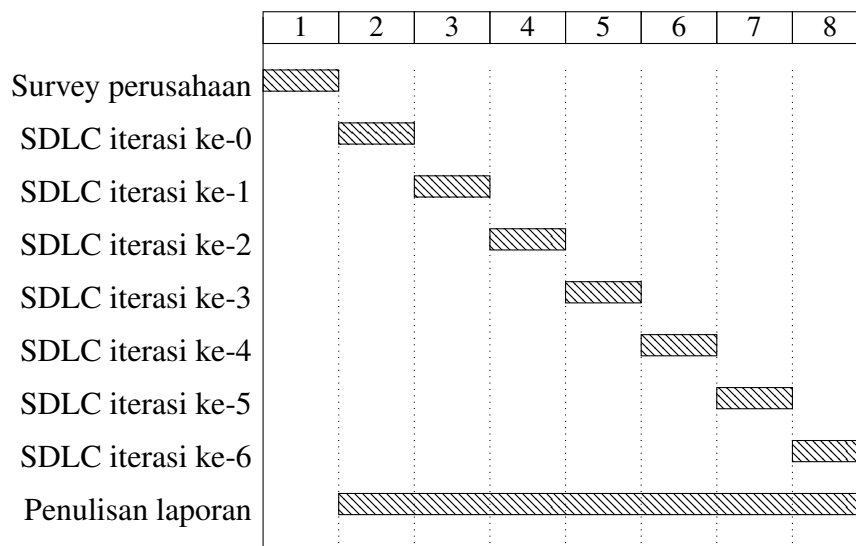 1 2 3 4 5 6 7 8
Survey perusahaan
SDLC iterasi ke-0
SDLC iterasi ke-1
SDLC iterasi ke-2
SDLC iterasi ke-3
SDLC iterasi ke-4
SDLC iterasi ke-5
SDLC iterasi ke-6
Penulisan laporan